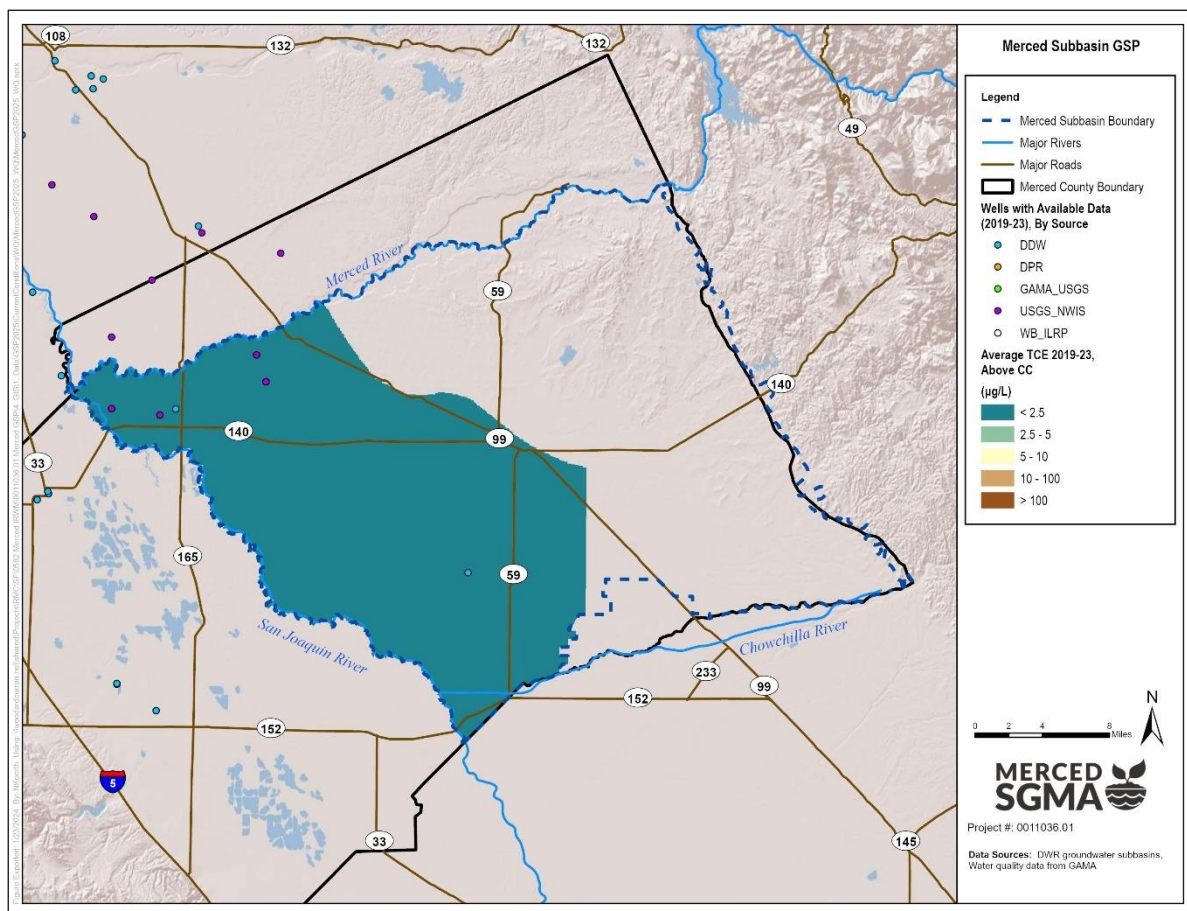 108
132
132
49
Merced River
59
140
140
99
33
165
59
San Joaquin River
Chowchilla River
233
99
152
152
5
33
145
Merced Subbasin GSP
Legend
Merced Subbasin Boundary
Major Rivers
Major Roads
Merced County Boundary
Wells with Available Data
(2019-23), By Source
DDW
DPR
GAMA_USGS
USGS_NWIS
WB_ILRP
Average TCE 2019-23,
Above CC
(µg/L)
< 2.5
2.5 - 5
5 - 10
10 - 100
> 100
N
0 2 4 8
Miles
MERCED
SGMA
Project #: 0011036.01
Data Sources: DWR groundwater subbasins,
Water quality data from GAMA